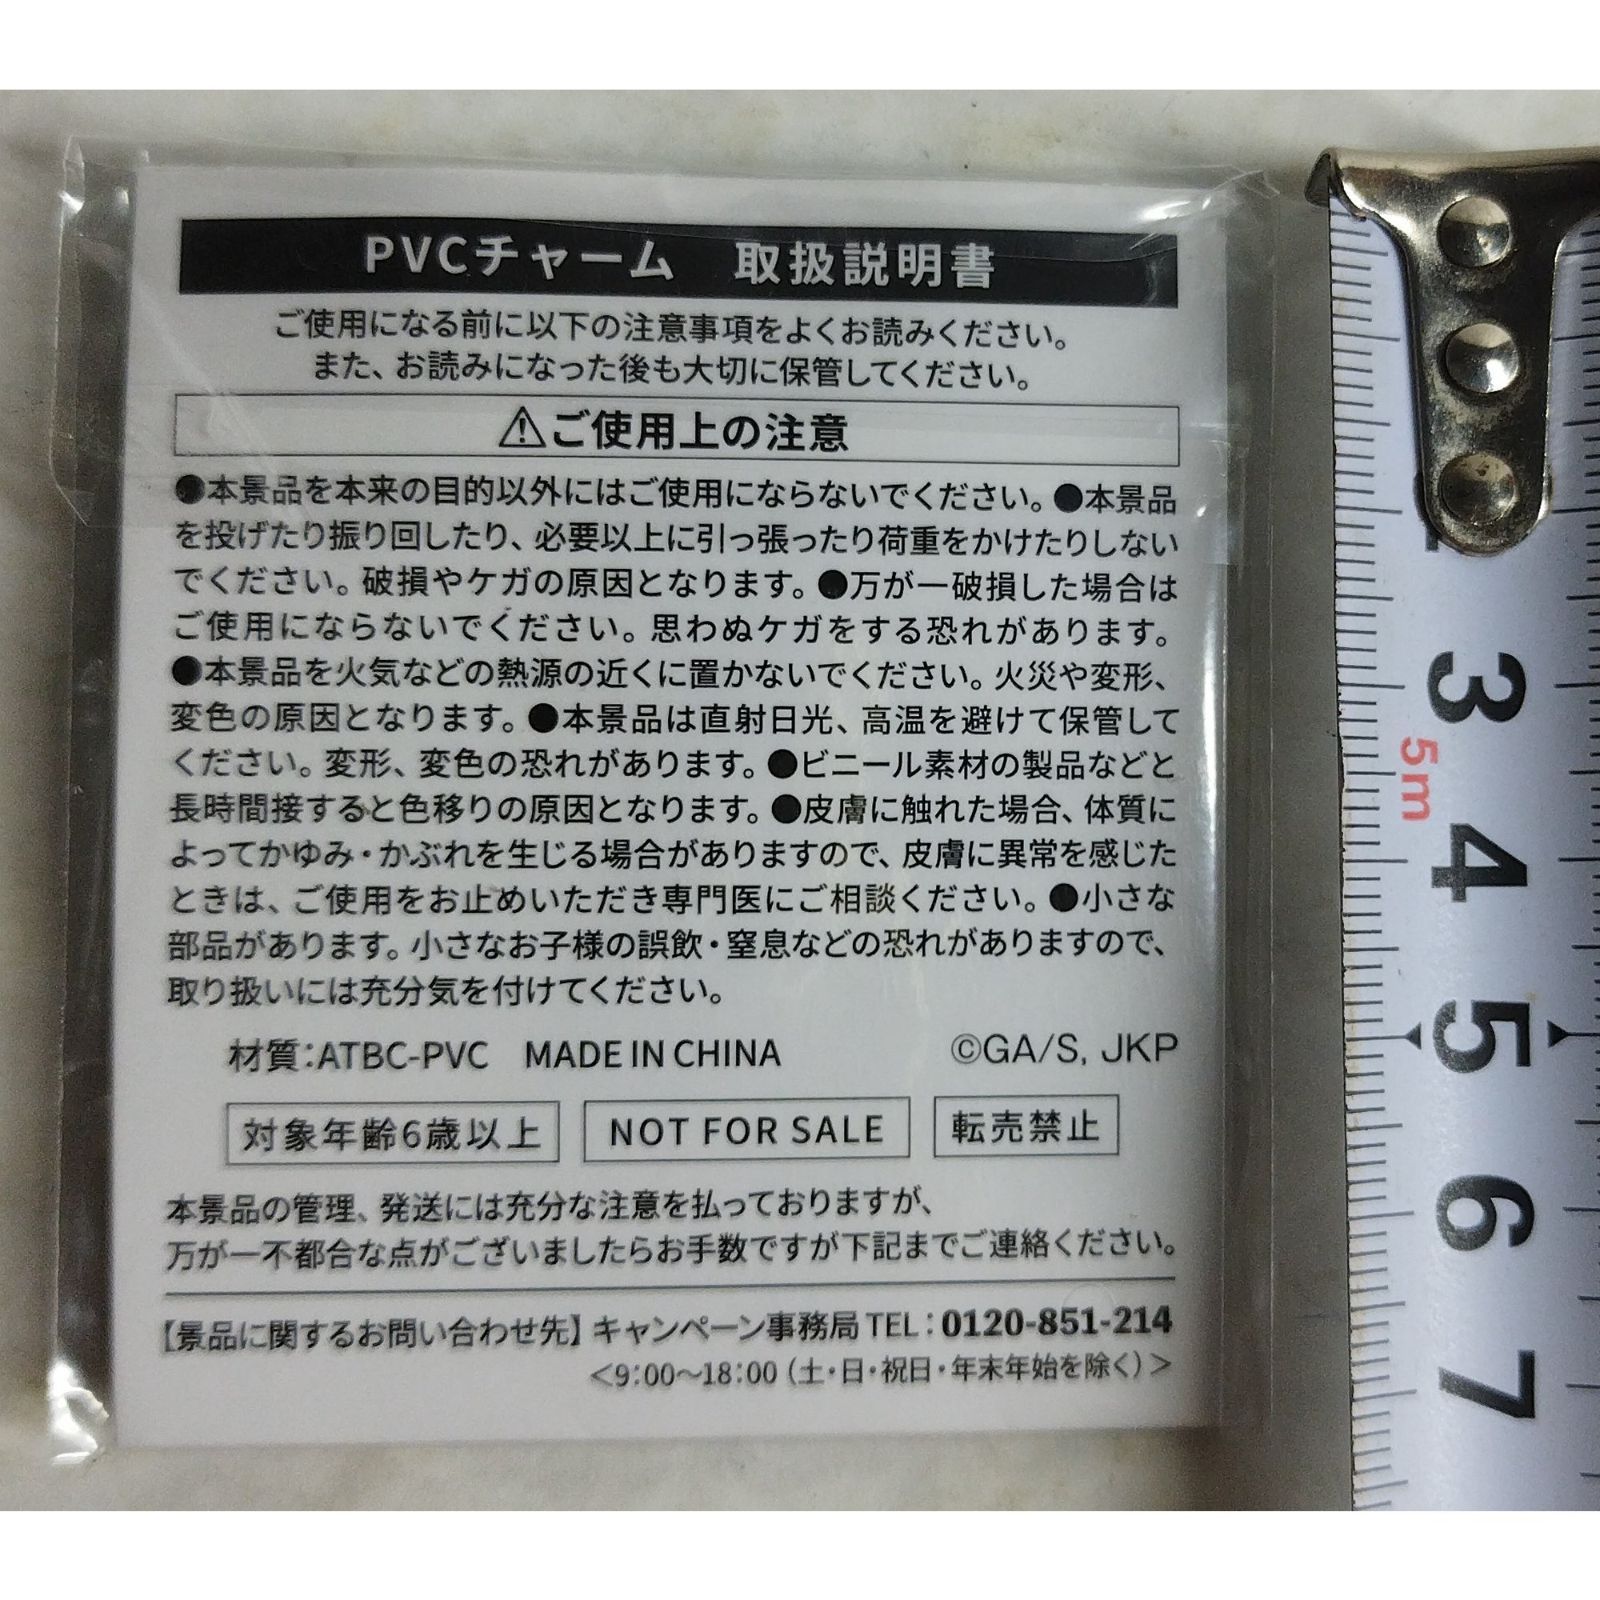 PVCチャーム　取扱説明書
ご使用になる前に以下の注意事項をよくお読みください。
また、お読みになった後も大切に保管してください。
⚠ご使用上の注意
●本景品を本来の目的以外にはご使用にならないでください。●本景品
を投げたり振り回したり、必要以上に引っ張ったり荷重をかけたりしない
でください。破損やケガの原因となります。●万が一破損した場合は
ご使用にならないでください。思わぬケガをする恐れがあります。
●本景品を火気などの熱源の近くに置かないでください。火災や変形、
変色の原因となります。●本景品は直射日光、高温を避けて保管して
ください。変形、変色の恐れがあります。●ビニール素材の製品などと
長時間接すると色移りの原因となります。●皮膚に触れた場合、体質に
よってかゆみ・かぶれを生じる場合がありますので、皮膚に異常を感じた
ときは、ご使用をお止めいただき専門医にご相談ください。●小さな
部品があります。小さなお子様の誤飲・窒息などの恐れがありますので、
取り扱いには充分気を付けてください。
材質：ATBC-PVC　MADE IN CHINA　©GA/S, JKP
対象年齢6歳以上　NOT FOR SALE　転売禁止
本景品の管理、発送には充分な注意を払っておりますが、
万が一不都合な点がございましたらお手数ですが下記までご連絡ください。
【景品に関するお問い合わせ先】キャンペーン事務局 TEL：0120-851-214
＜9：00〜18：00（土・日・祝日・年末年始を除く）＞
3
5m
4
5
6
7